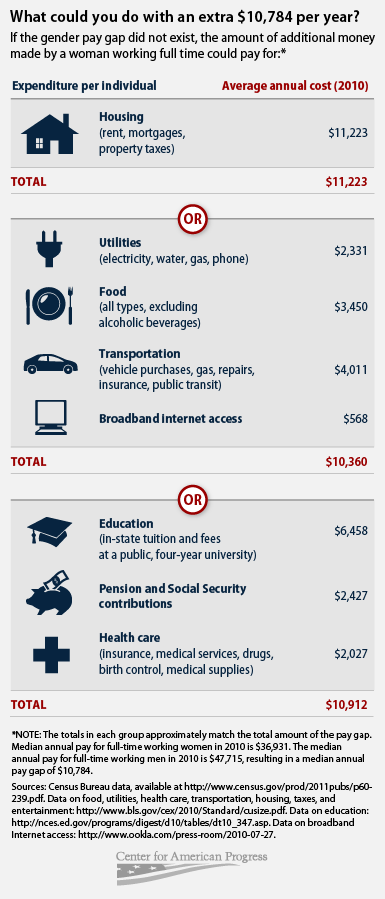 What could you do with an extra $10,784 per year?
If the gender pay gap did not exist, the amount of additional money
made by a woman working full time could pay for:*
Expenditure per individual Average annual cost (2010)
Housing
(rent, mortgages, $11,223
property taxes)
TOTAL $11,223
OR
Utilities $2,331
(electricity, water, gas, phone)
Food
(all types, excluding $3,450
alcoholic beverages)
Transportation
(vehicle purchases, gas, repairs, $4,011
insurance, public transit)
Broadband internet access $568
TOTAL $10,360
OR
Education $6,458
(in-state tuition and fees
at a public, four-year university)
Pension and Social Security $2,427
contributions
Health care
(insurance, medical services, drugs, $2,027
birth control, medical supplies)
TOTAL $10,912
*NOTE: The totals in each group approximately match the total amount of the pay gap.
Median annual pay for full-time working women in 2010 is $36,931. The median
annual pay for full-time working men in 2010 is $47,715, resulting in a median annual
pay gap of $10,784.
Sources: Census Bureau data, available at http://www.census.gov/prod/2011pubs/p60-
239.pdf. Data on food, utilities, health care, transportation, housing, taxes, and
entertainment: http://www.bls.gov/cex/2010/Standard/cusize.pdf. Data on education:
http://nces.ed.gov/programs/digest/d10/tables/dt10_347.asp. Data on broadband
Internet access: http://www.ookla.com/press-room/2010-07-27.
Center for American Progress